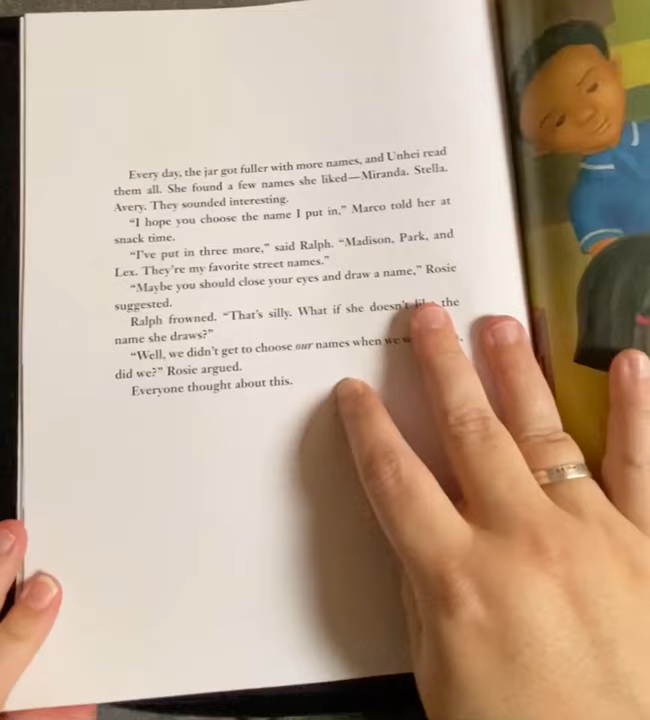 Every day, the jar got fuller with more names, and Unhei read
them all. She found a few names she liked—Miranda. Stella.
Avery. They sounded interesting.
“I hope you choose the name I put in,” Marco told her at
snack time.
“I’ve put in three more,” said Ralph. “Madison, Park, and
Lex. They’re my favorite street names.”
“Maybe you should close your eyes and draw a name,” Rosie
suggested.
Ralph frowned. “That’s silly. What if she doesn’t like the
name she draws?”
“Well, we didn’t get to choose our names when we
did we?” Rosie argued.
Everyone thought about this.